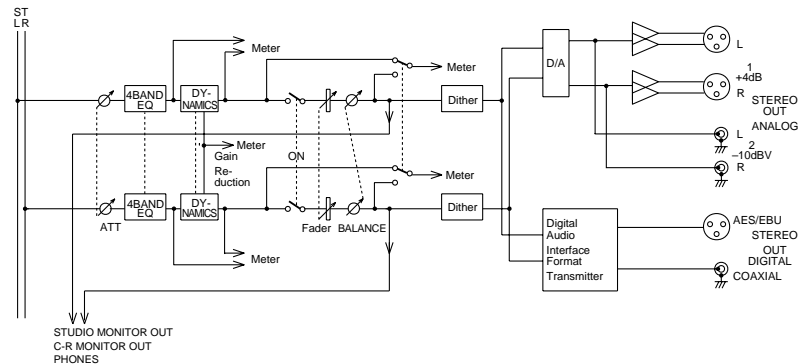 ST
L R
4BAND
EQ
DY-
NAMICS
Meter
Meter
Gain
Re-
duction
ON
Meter
Dither
D/A
L
1
+4dB
R
STEREO
OUT
ANALOG
L
2
–10dBV
R
ATT
4BAND
EQ
DY-
NAMICS
Meter
Fader
BALANCE
Meter
Dither
Digital
Audio
Interface
Format
Transmitter
AES/EBU
STEREO
OUT
DIGITAL
COAXIAL
STUDIO MONITOR OUT
C-R MONITOR OUT
PHONES